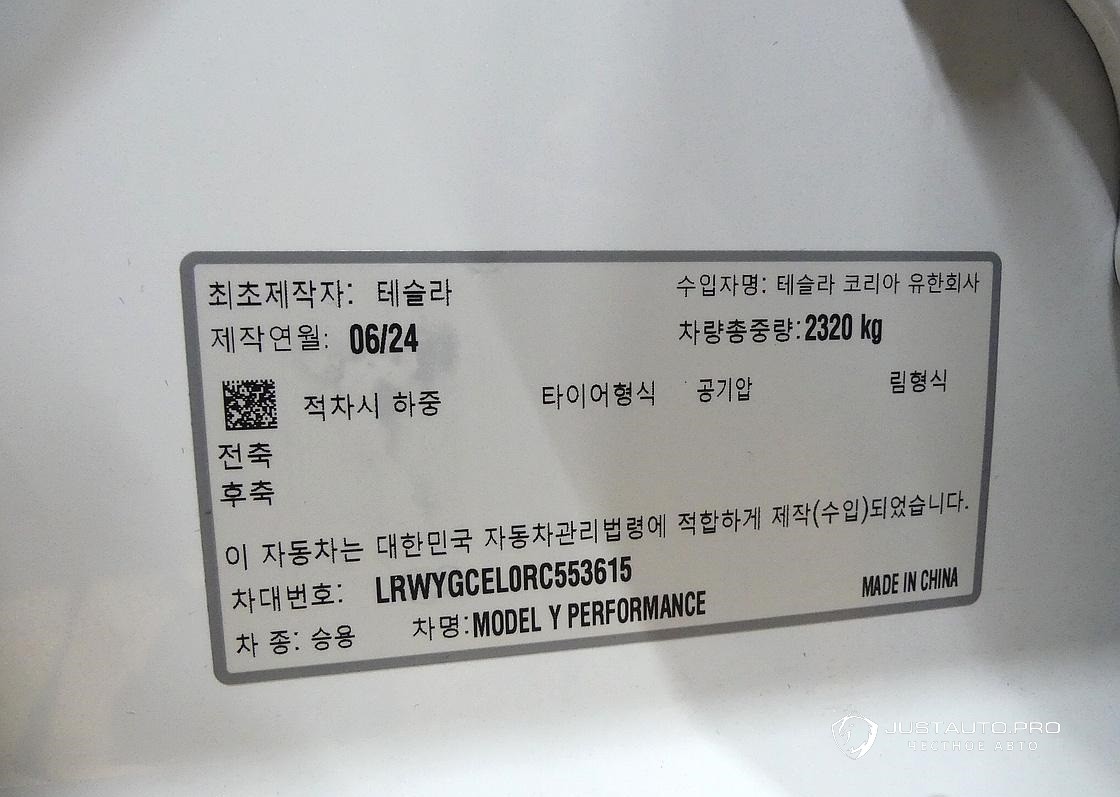 최초제작자: 테슬라 수입자명: 테슬라 코리아 유한회사
제작연월: 06/24 차량총중량: 2320 kg
적차시 하중 타이어형식 공기압 림형식
전축
후축
이 자동차는 대한민국 자동차관리법령에 적합하게 제작(수입)되었습니다.
차대번호: LRWYGCEL0RC553615 MADE IN CHINA
차 종: 승용 차명: MODEL Y PERFORMANCE
JUSTAUTO.PRO
ЧЕСТНОЕ АВТО